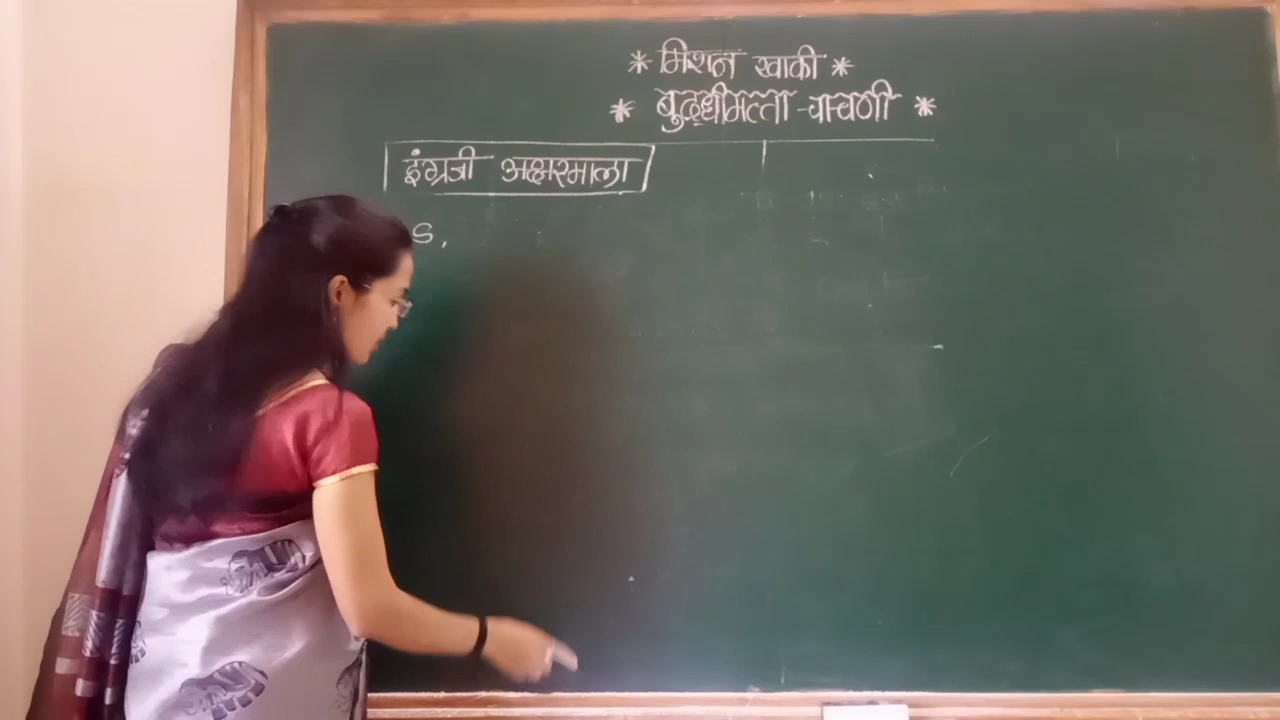 * मिशन खाकी *
* बुद्धीमत्ता-चाचणी *
इंग्रजी अक्षरमाला
S,